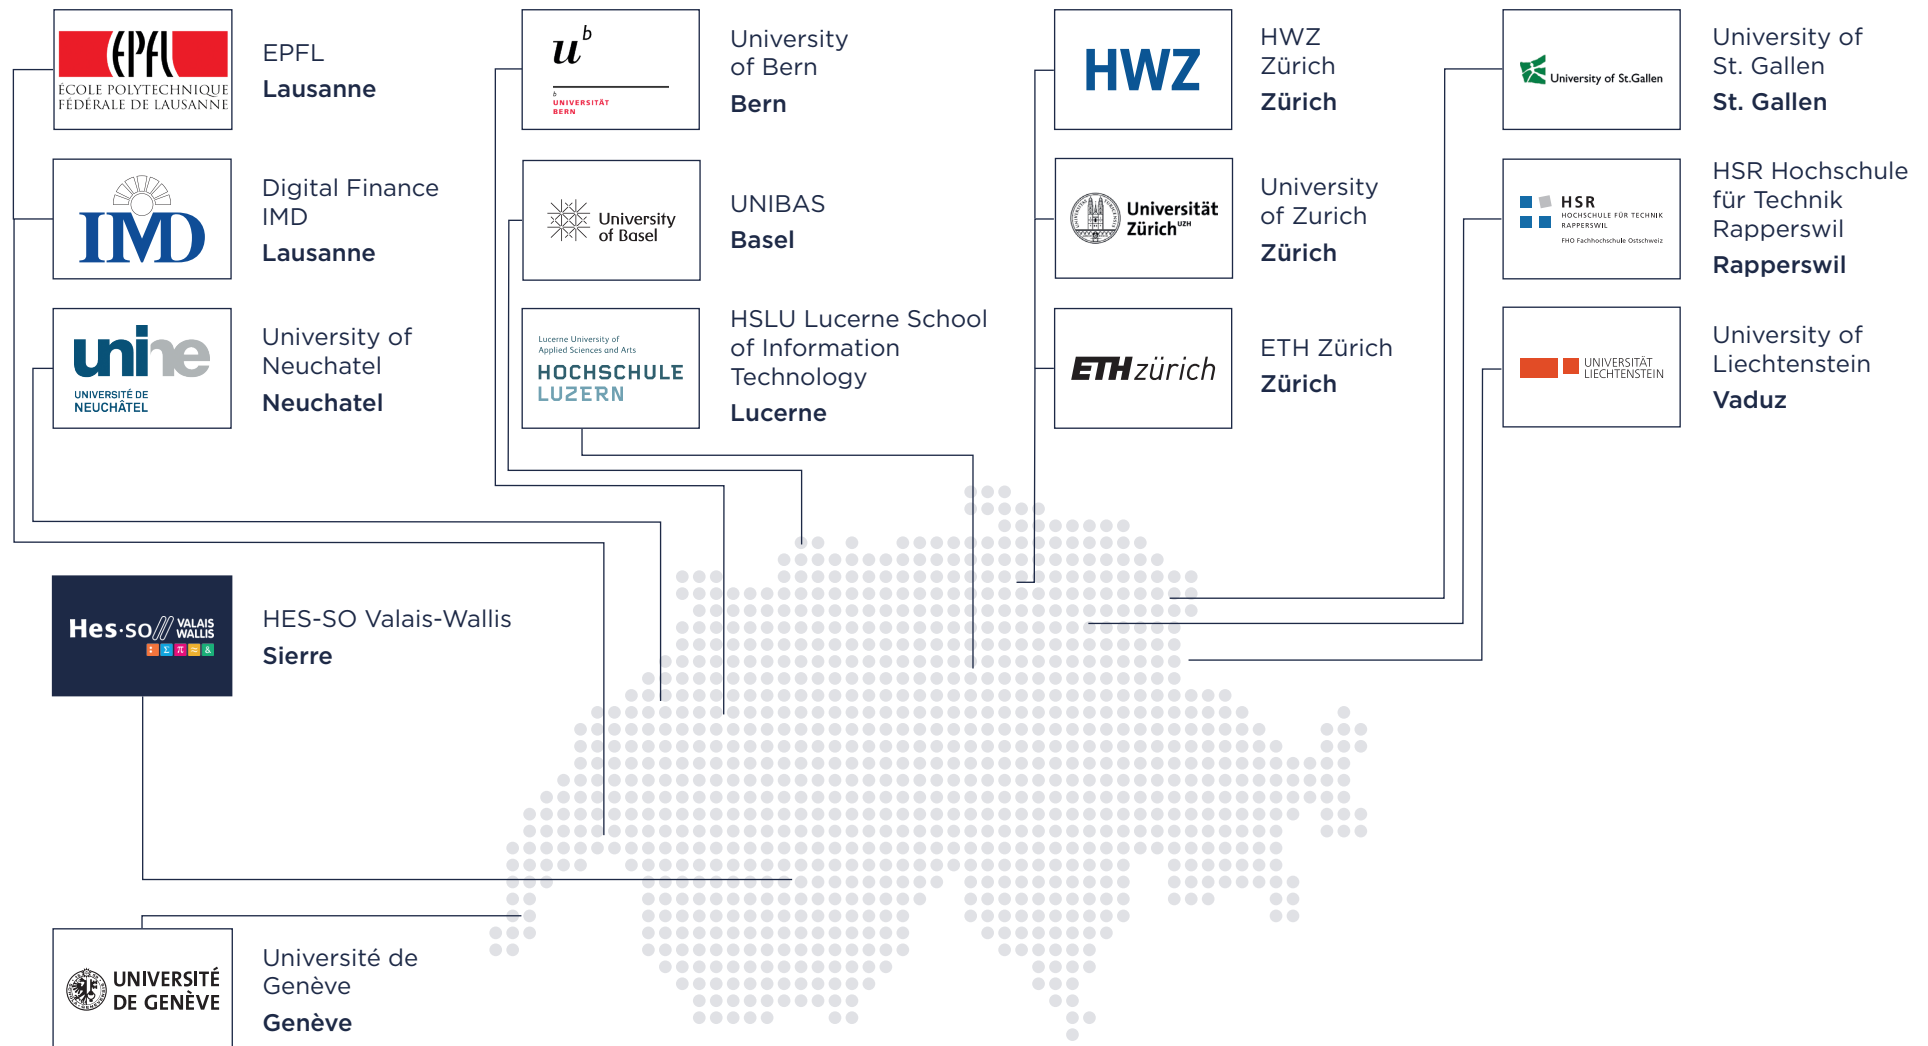 EPFL
ÉCOLE POLYTECHNIQUE
FÉDÉRALE DE LAUSANNE
EPFL
Lausanne
IMD
Digital Finance
IMD
Lausanne
unine
UNIVERSITÉ DE
NEUCHÂTEL
University of
Neuchatel
Neuchatel
u b
b
UNIVERSITÄT
BERN
University
of Bern
Bern
University
of Basel
UNIBAS
Basel
Lucerne University of
Applied Sciences and Arts
HOCHSCHULE
LUZERN
HSLU Lucerne School
of Information
Technology
Lucerne
HWZ
HWZ
Zürich
Zürich
Universität
Zürich UZH
University
of Zurich
Zürich
ETH zürich
ETH Zürich
Zürich
University of St.Gallen
University of
St. Gallen
St. Gallen
HSR
HOCHSCHULE FÜR TECHNIK
RAPPERSWIL
FHO Fachhochschule Ostschweiz
HSR Hochschule
für Technik
Rapperswil
Rapperswil
UNIVERSITÄT
LIECHTENSTEIN
University of
Liechtenstein
Vaduz
Hes·so// VALAIS
WALLIS
Σ π ≈ &
HES-SO Valais-Wallis
Sierre
UNIVERSITÉ
DE GENÈVE
Université de
Genève
Genève